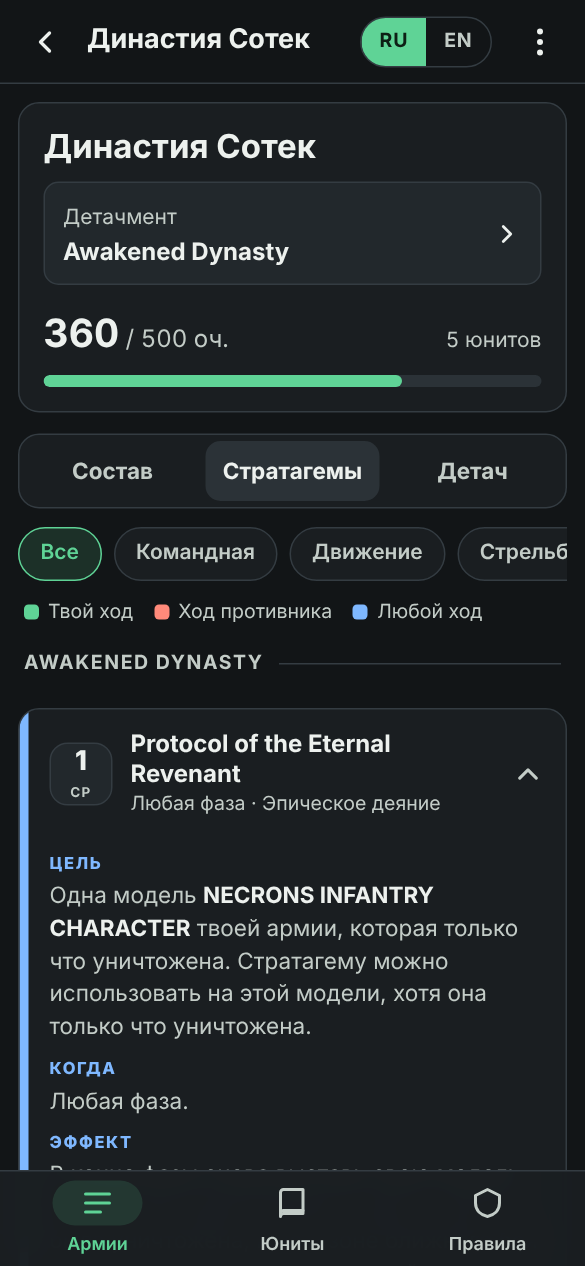 Династия Сотек
RU
EN
Династия Сотек
Детачмент
Awakened Dynasty
360 / 500 оч.
5 юнитов
Состав
Стратагемы
Детач
Все
Командная
Движение
Стрельб
Твой ход
Ход противника
Любой ход
AWAKENED DYNASTY
1
CP
Protocol of the Eternal
Revenant
Любая фаза · Эпическое деяние
ЦЕЛЬ
Одна модель NECRONS INFANTRY
CHARACTER твоей армии, которая только
что уничтожена. Стратагему можно
использовать на этой модели, хотя она
только что уничтожена.
КОГДА
Любая фаза.
ЭФФЕКТ
Армии
Юниты
Правила